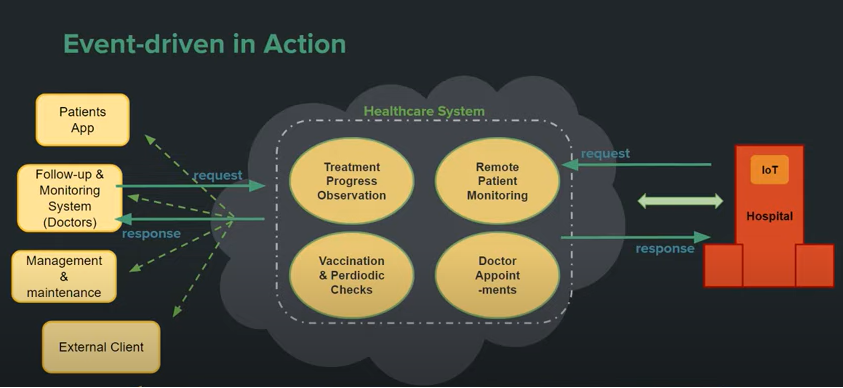 Event-driven in Action
Patients
App
Follow-up &
Monitoring
System
(Doctors)
Management
&
maintenance
External Client
request
response
Healthcare System
Treatment
Progress
Observation
Remote
Patient
Monitoring
Vaccination
& Perdiodic
Checks
Doctor
Appoint
-ments
request
response
IoT
Hospital